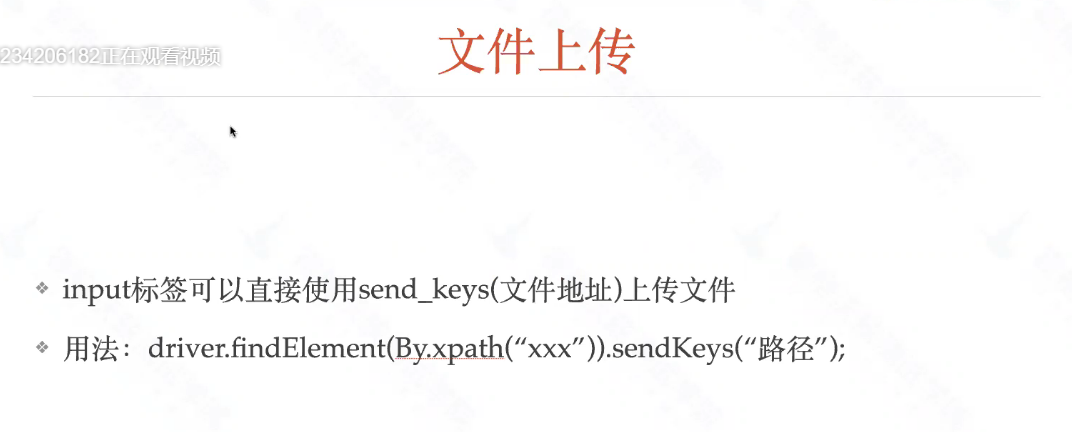 文件上传
234206182正在观看视频
input标签可以直接使用send_keys(文件地址)上传文件
用法：driver.findElement(By.xpath(“xxx”)).sendKeys(“路径”);